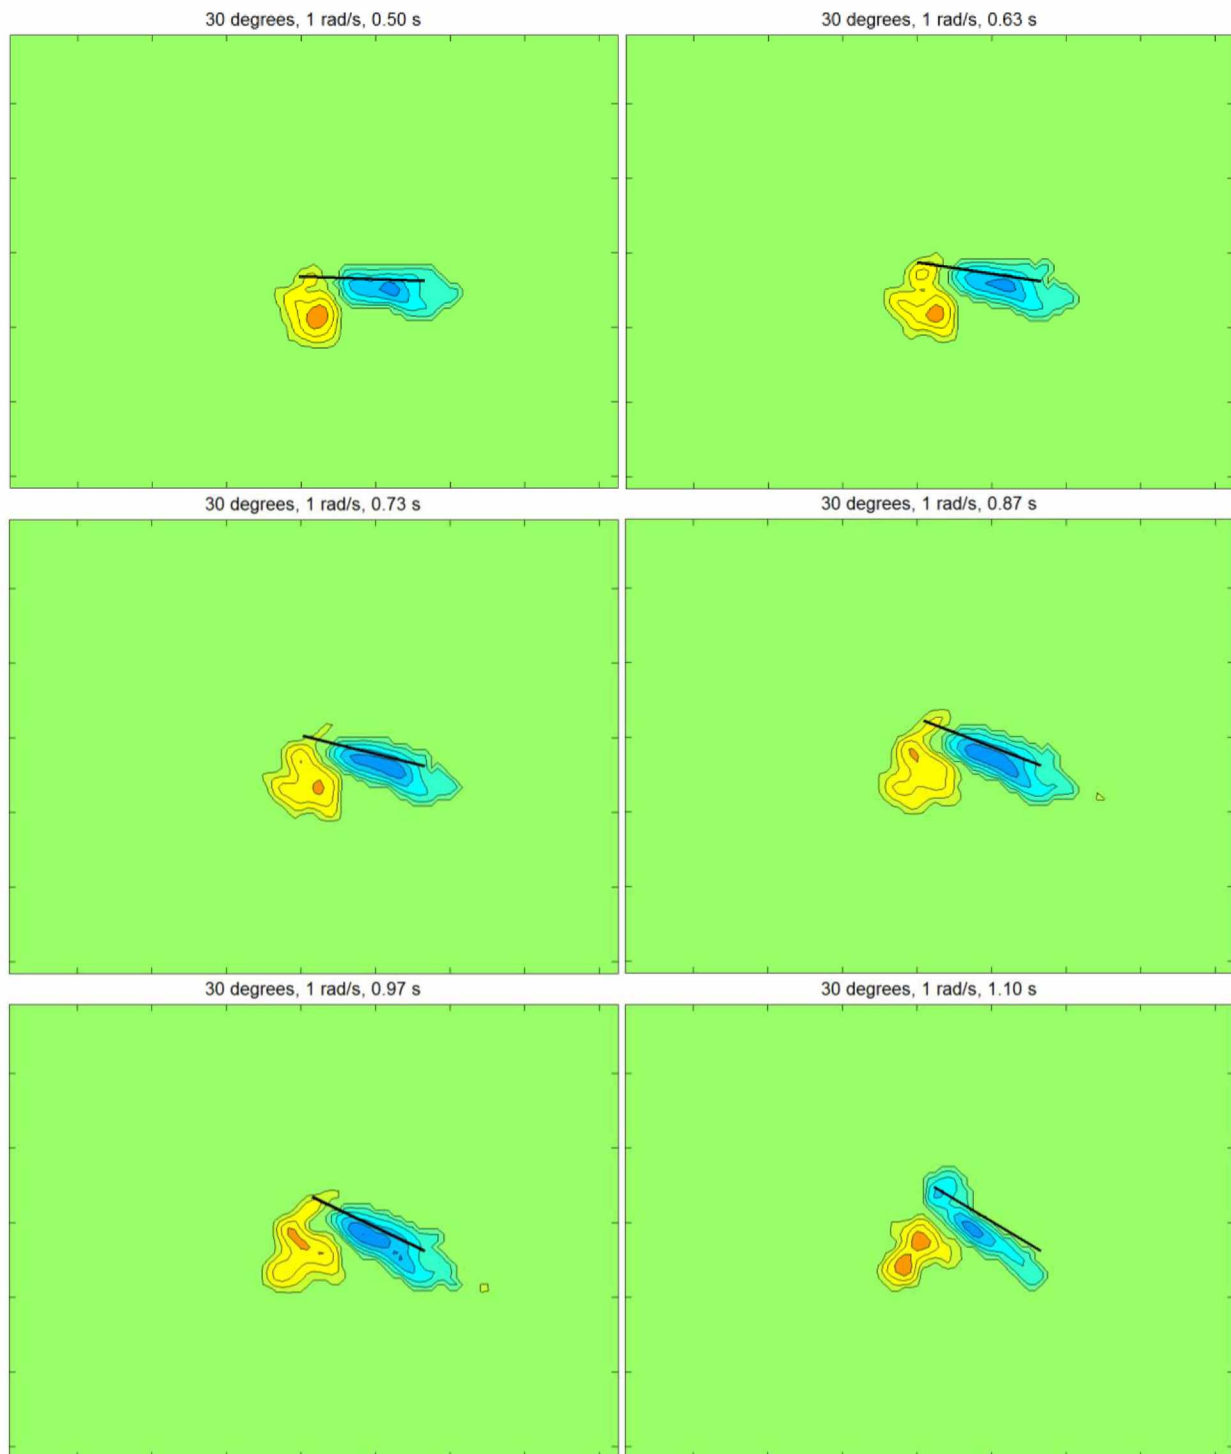 30 degrees, 1 rad/s, 0.50 s
30 degrees, 1 rad/s, 0.63 s
30 degrees, 1 rad/s, 0.73 s
30 degrees, 1 rad/s, 0.87 s
30 degrees, 1 rad/s, 0.97 s
30 degrees, 1 rad/s, 1.10 s